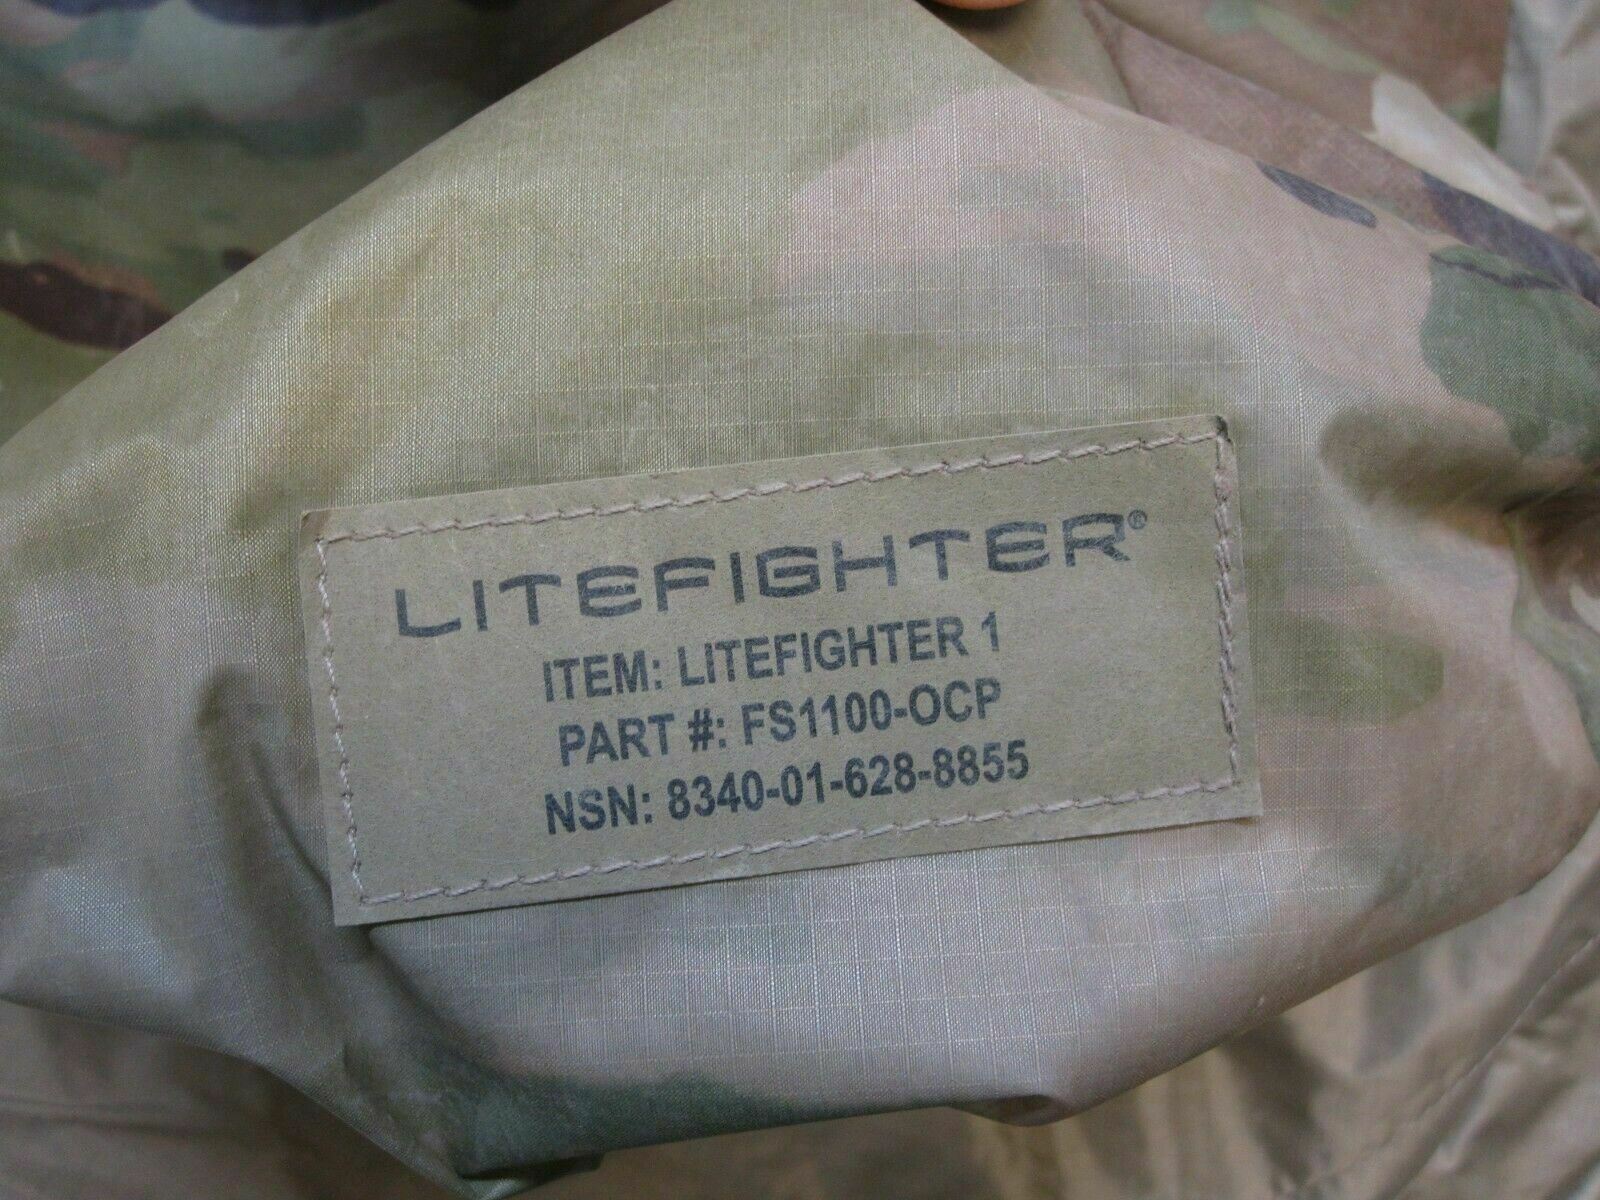 LITEFIGHTER®
ITEM: LITEFIGHTER 1
PART #: FS1100-OCP
NSN: 8340-01-628-8855